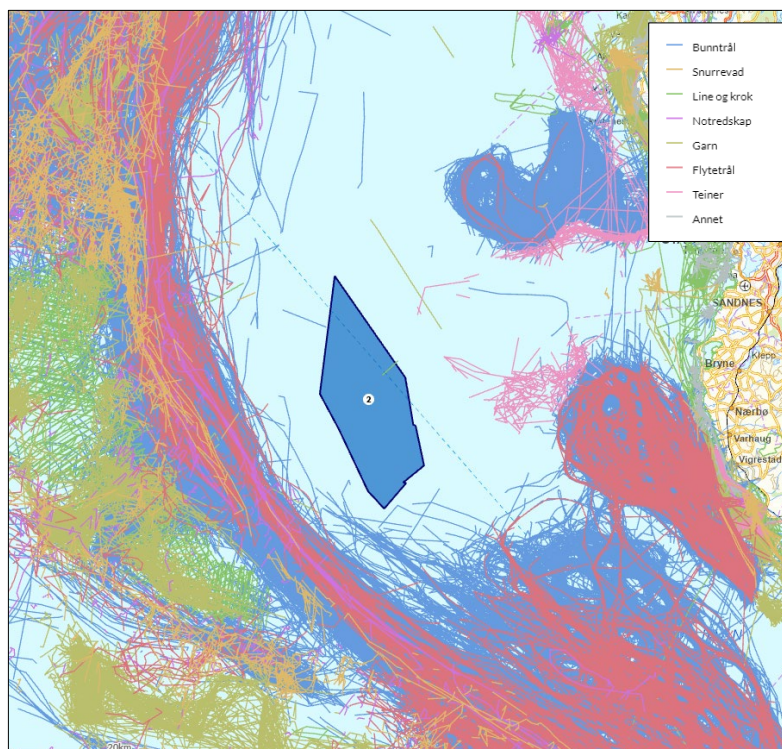 Bunntrål
Snurrevad
Line og krok
Notredskap
Garn
Flytetrål
Teiner
Annet
SANDNES
Klepp
Bryne
Nærbø
Varhaug
Vigrestad
2
20km